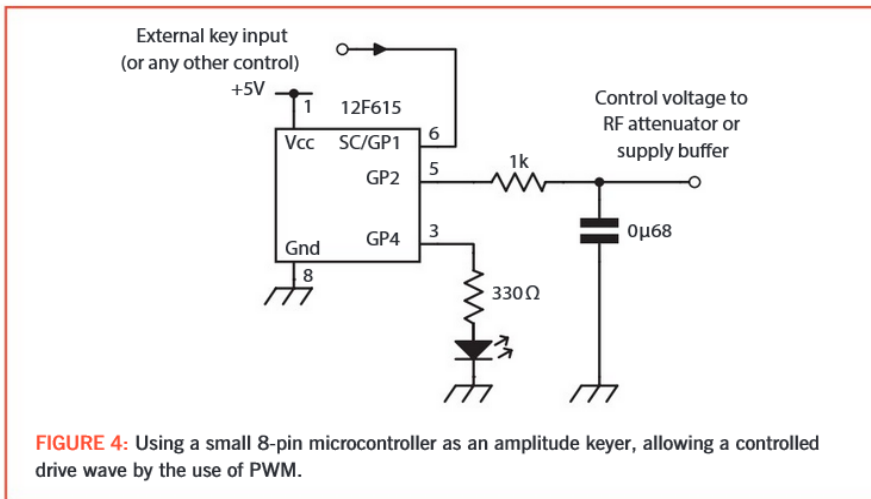 External key input
(or any other control)
+5V
1
12F615
Vcc
SC/GP1
6
GP2
5
1k
Control voltage to
RF attenuator or
supply buffer
0µ68
GP4
3
Gnd
8
330Ω
FIGURE 4: Using a small 8-pin microcontroller as an amplitude keyer, allowing a controlled
drive wave by the use of PWM.